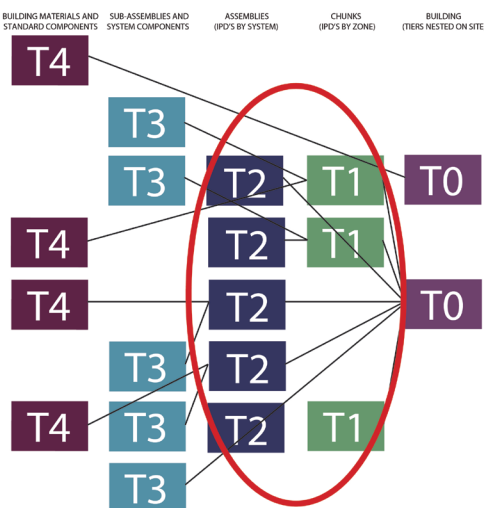 BUILDING MATERIALS AND
STANDARD COMPONENTS
SUB-ASSEMBLIES AND
SYSTEM COMPONENTS
ASSEMBLIES
(IPD'S BY SYSTEM)
CHUNKS
(IPD'S BY ZONE)
BUILDING
(TIERS NESTED ON SITE
T4
T3
T3
T2
T1
T0
T4
T2
T1
T4
T2
T0
T3
T2
T4
T3
T2
T1
T3